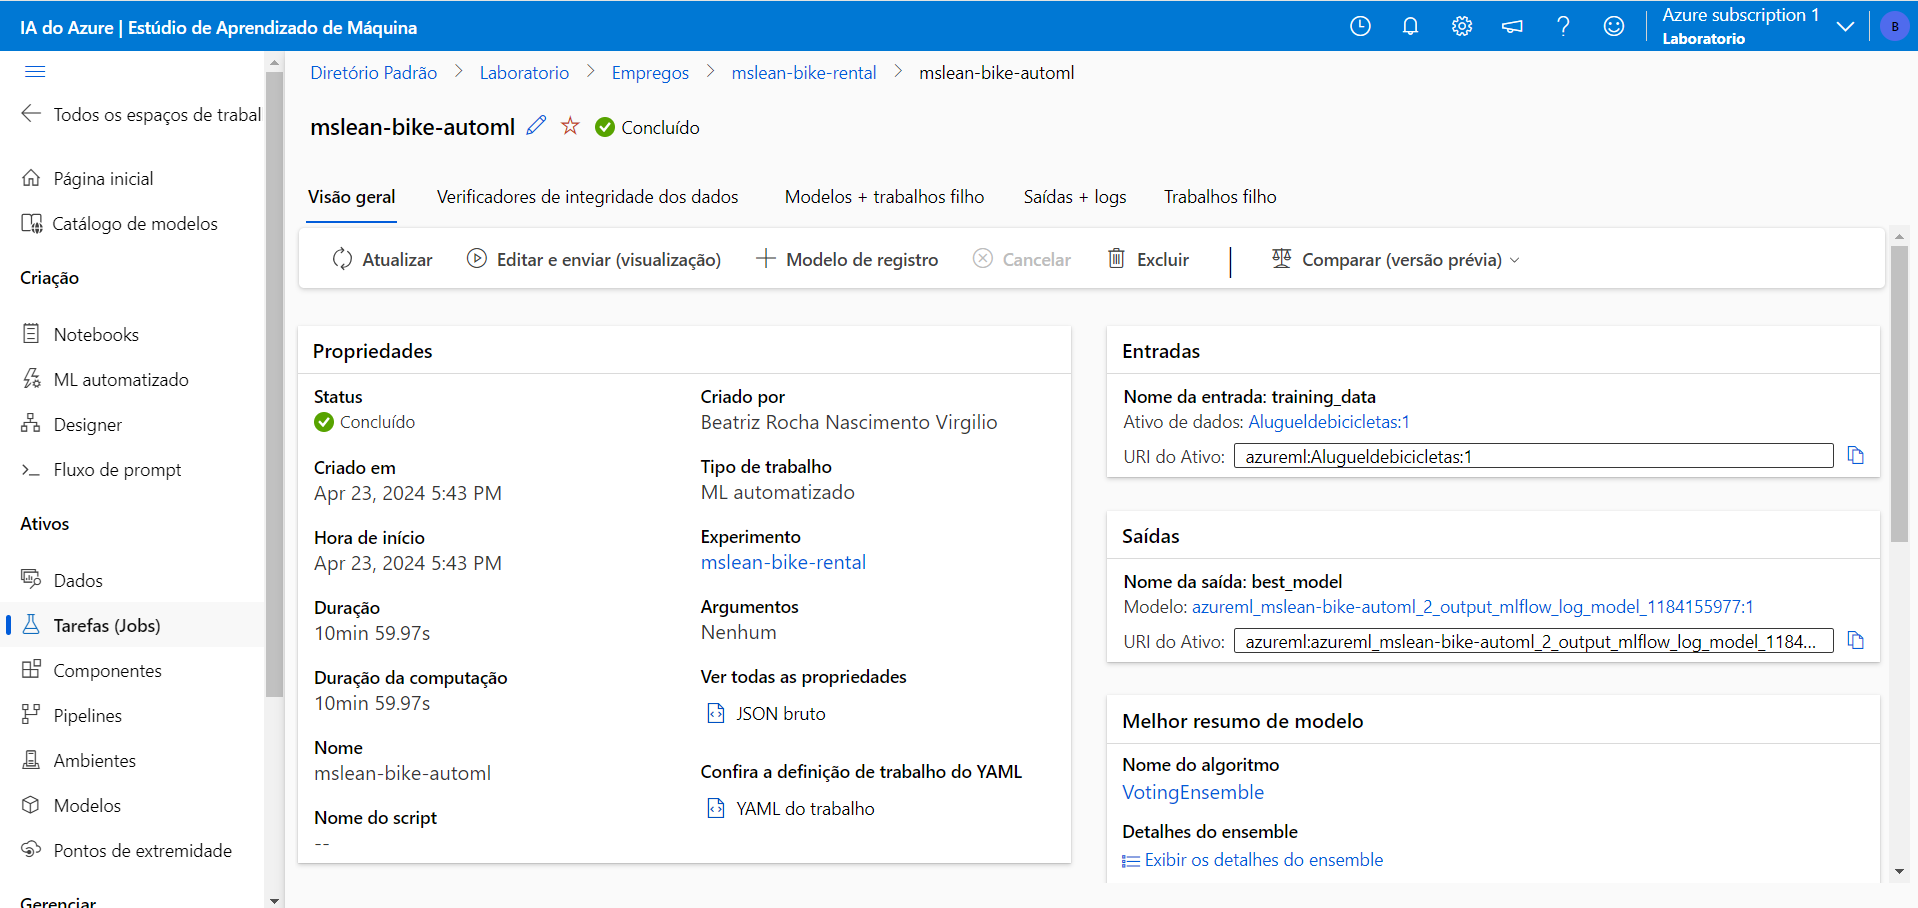 IA do Azure | Estúdio de Aprendizado de Máquina
Azure subscription 1
Laboratorio
B
Todos os espaços de trabal
Página inicial
Catálogo de modelos
Criação
Notebooks
ML automatizado
Designer
Fluxo de prompt
Ativos
Dados
Tarefas (Jobs)
Componentes
Pipelines
Ambientes
Modelos
Pontos de extremidade
Gerenciar
Diretório Padrão > Laboratorio > Empregos > mslean-bike-rental > mslean-bike-automl
mslean-bike-automl Concluído
Visão geral Verificadores de integridade dos dados Modelos + trabalhos filho Saídas + logs Trabalhos filho
Atualizar Editar e enviar (visualização) Modelo de registro Cancelar Excluir Comparar (versão prévia)
Propriedades
Status
Concluído
Criado em
Apr 23, 2024 5:43 PM
Hora de início
Apr 23, 2024 5:43 PM
Duração
10min 59.97s
Duração da computação
10min 59.97s
Nome
mslean-bike-automl
Nome do script
--
Criado por
Beatriz Rocha Nascimento Virgilio
Tipo de trabalho
ML automatizado
Experimento
mslean-bike-rental
Argumentos
Nenhum
Ver todas as propriedades
JSON bruto
Confira a definição de trabalho do YAML
YAML do trabalho
Entradas
Nome da entrada: training_data
Ativo de dados: Alugueldebicicletas:1
URI do Ativo: azureml:Alugueldebicicletas:1
Saídas
Nome da saída: best_model
Modelo: azureml_mslean-bike-automl_2_output_mlflow_log_model_1184155977:1
URI do Ativo: azureml:azureml_mslean-bike-automl_2_output_mlflow_log_model_1184...
Melhor resumo de modelo
Nome do algoritmo
VotingEnsemble
Detalhes do ensemble
Exibir os detalhes do ensemble